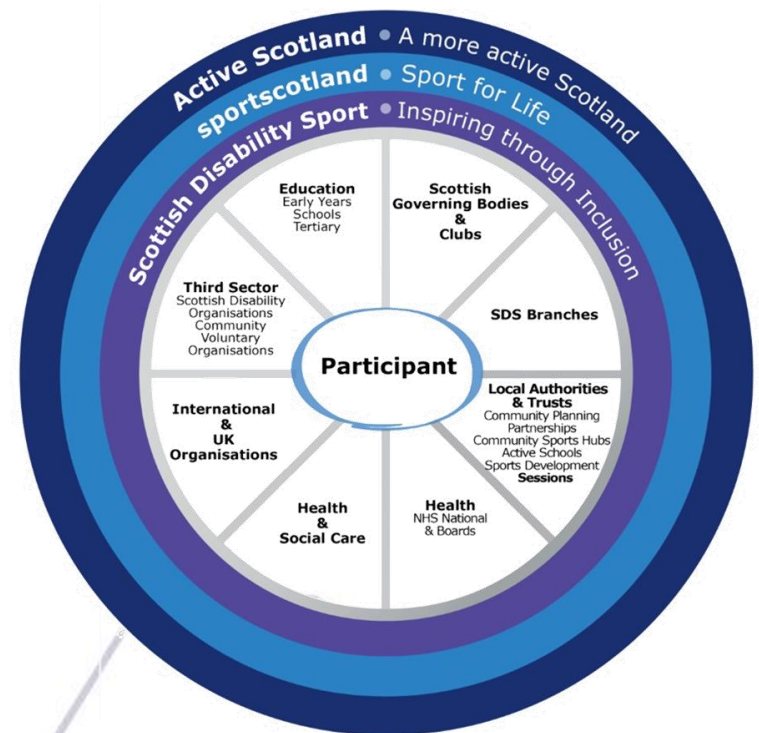 Active Scotland • A more active Scotland
sportscotland • Sport for Life
Scottish Disability Sport • Inspiring through Inclusion
Education
Early Years
Schools
Tertiary
Scottish
Governing Bodies
&
Clubs
Third Sector
Scottish Disability
Organisations
Community
Voluntary
Organisations
SDS Branches
Participant
Local Authorities
& Trusts
Community Planning
Partnerships
Community Sports Hubs
Active Schools
Sports Development
Sessions
International
&
UK
Organisations
Health
&
Social Care
Health
NHS National
& Boards